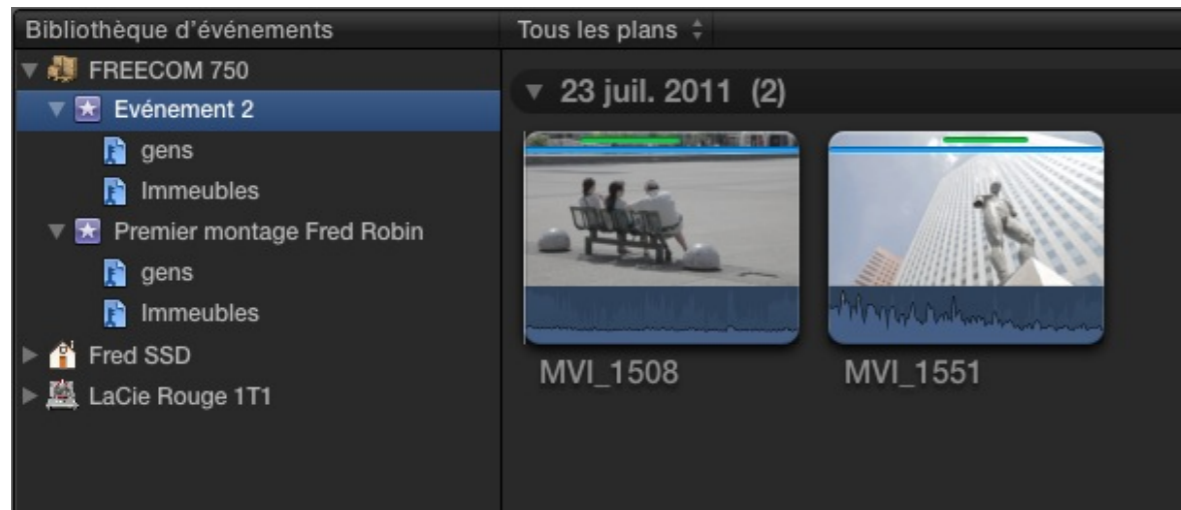 Bibliothèque d'événements
Tous les plans
FREECOM 750
Evénement 2
gens
Immeubles
Premier montage Fred Robin
gens
Immeubles
Fred SSD
LaCie Rouge 1T1
23 juil. 2011 (2)
MVI_1508
MVI_1551